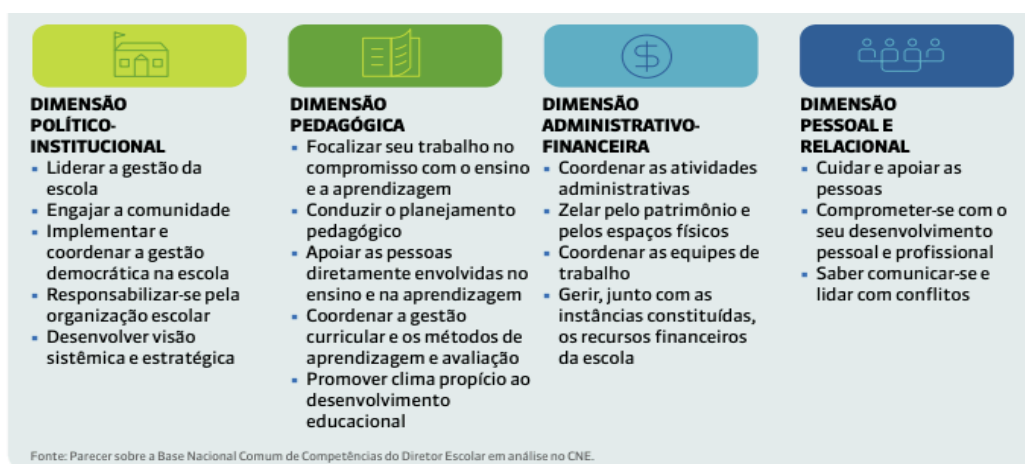 DIMENSÃO
POLÍTICO-
INSTITUCIONAL
▪ Liderar a gestão da
escola
▪ Engajar a comunidade
▪ Implementar e
coordenar a gestão
democrática na escola
▪ Responsabilizar-se pela
organização escolar
▪ Desenvolver visão
sistêmica e estratégica
DIMENSÃO
PEDAGÓGICA
▪ Focalizar seu trabalho no
compromisso com o ensino
e a aprendizagem
▪ Conduzir o planejamento
pedagógico
▪ Apoiar as pessoas
diretamente envolvidas no
ensino e na aprendizagem
▪ Coordenar a gestão
curricular e os métodos de
aprendizagem e avaliação
▪ Promover clima propício ao
desenvolvimento
educacional
$
DIMENSÃO
ADMINISTRATIVO-
FINANCEIRA
▪ Coordenar as atividades
administrativas
▪ Zelar pelo patrimônio e
pelos espaços físicos
▪ Coordenar as equipes de
trabalho
▪ Gerir, junto com as
instâncias constituídas,
os recursos financeiros
da escola
DIMENSÃO
PESSOAL E
RELACIONAL
▪ Cuidar e apoiar as
pessoas
▪ Comprometer-se com o
seu desenvolvimento
pessoal e profissional
▪ Saber comunicar-se e
lidar com conflitos
Fonte: Parecer sobre a Base Nacional Comum de Competências do Diretor Escolar em análise no CNE.